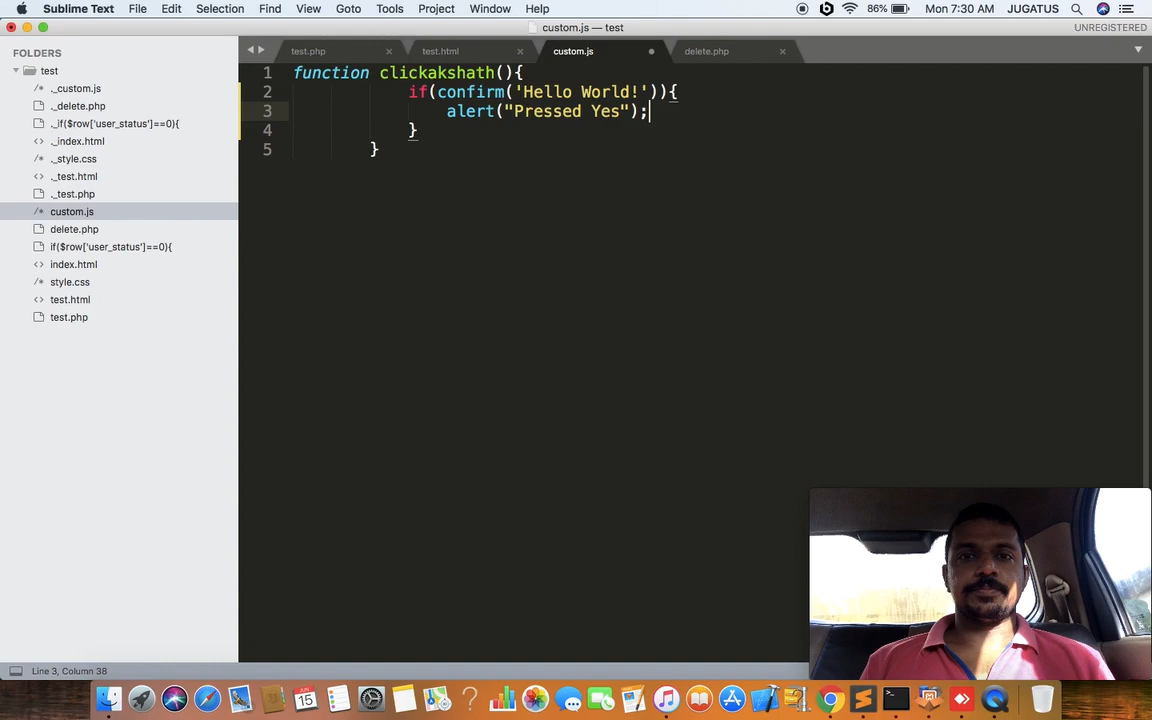 Sublime Text File Edit Selection Find View Goto Tools Project Window Help 86% Mon 7:30 AM JUGATUS
custom.js — test UNREGISTERED
FOLDERS
test
._custom.js
._delete.php
._if($row['user_status']==0){
._index.html
._style.css
._test.html
._test.php
custom.js
delete.php
if($row['user_status']==0){
index.html
style.css
test.html
test.php
test.php test.html custom.js delete.php
1 function clickakshath(){
2 if(confirm('Hello World!')){
3 alert("Pressed Yes");
4 }
5 }
Line 3, Column 38
15